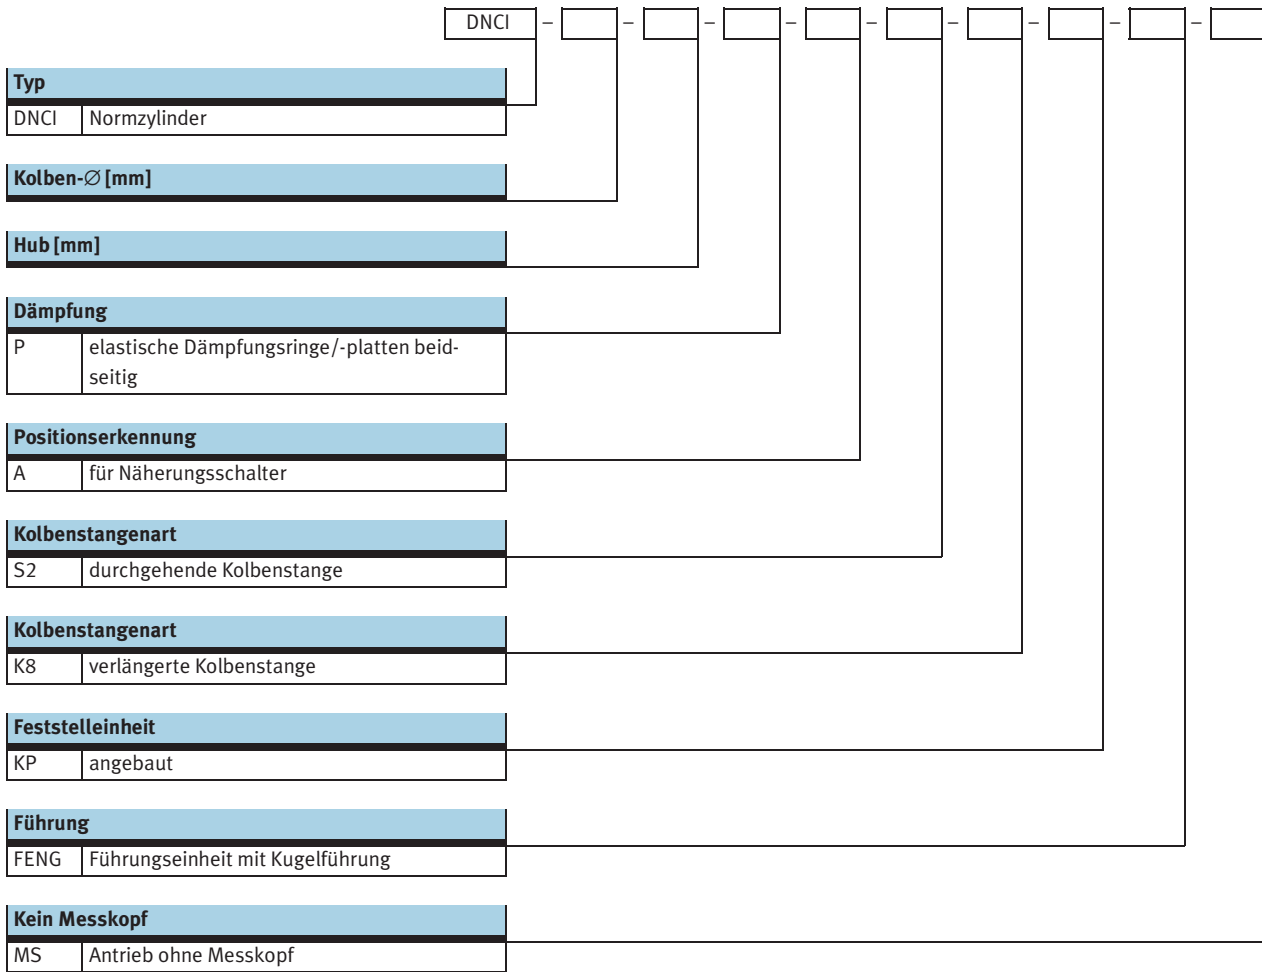 DNCI – – – – – – – – –
Typ
DNCI Normzylinder
Kolben-∅ [mm]
Hub [mm]
Dämpfung
P elastische Dämpfungsringe/-platten beid-
seitig
Positionserkennung
A für Näherungsschalter
Kolbenstangenart
S2 durchgehende Kolbenstange
Kolbenstangenart
K8 verlängerte Kolbenstange
Feststelleinheit
KP angebaut
Führung
FENG Führungseinheit mit Kugelführung
Kein Messkopf
MS Antrieb ohne Messkopf